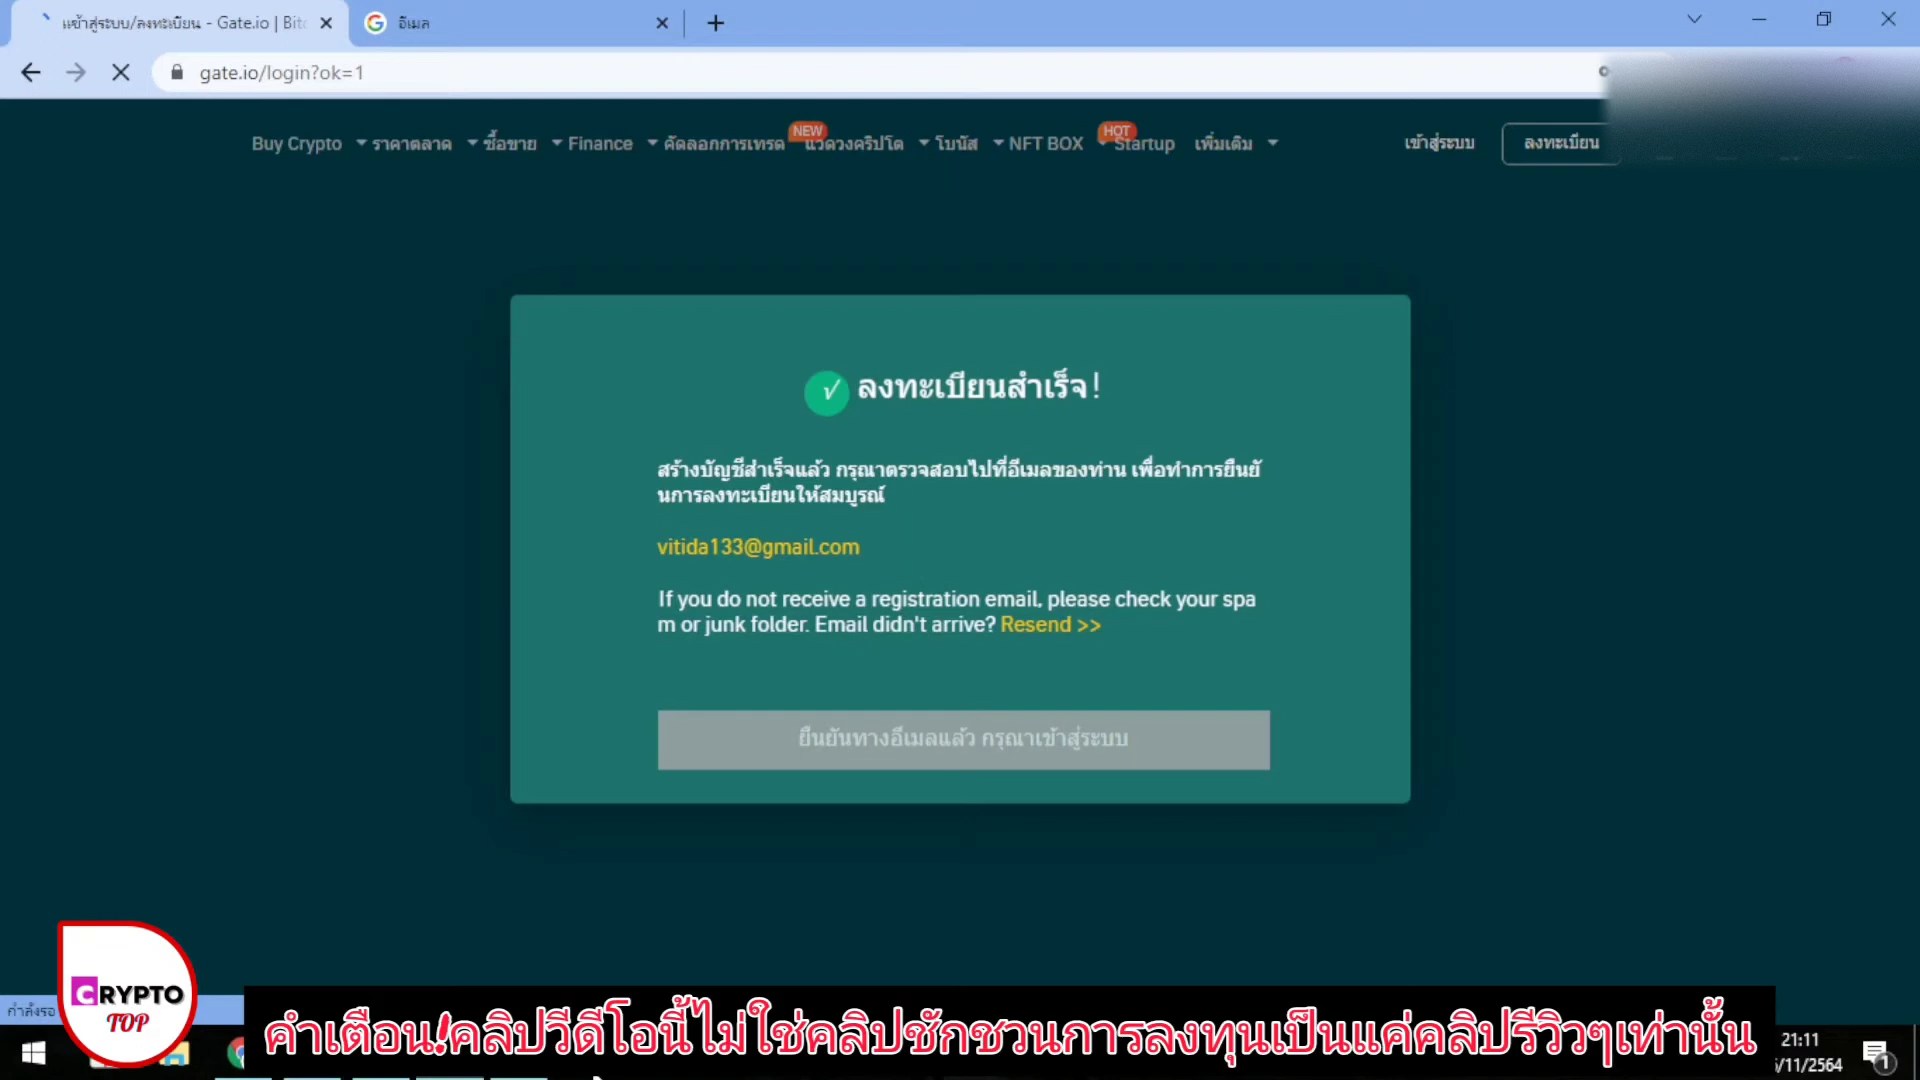 เข้าสู่ระบบ/ลงทะเบียน - Gate.io | Bit
อีเมล
gate.io/login?ok=1
Buy Crypto ราคาตลาด ซื้อขาย Finance คัดลอกการเทรด NEW แวดวงคริปโต โบนัส NFT BOX HOT Startup เพิ่มเติม เข้าสู่ระบบ ลงทะเบียน
√ ลงทะเบียนสำเร็จ!
สร้างบัญชีสำเร็จแล้ว กรุณาตรวจสอบไปที่อีเมลของท่าน เพื่อทำการยืนยั
นการลงทะเบียนให้สมบูรณ์
vitida133@gmail.com
If you do not receive a registration email, please check your spa
m or junk folder. Email didn't arrive? Resend >>
ยืนยันทางอีเมลแล้ว กรุณาเข้าสู่ระบบ
CRYPTO
TOP
กำลังรอ
คำเตือน!คลิปวีดีโอนี้ไม่ใช่คลิปชักชวนการลงทุนเป็นแค่คลิปรีวิวๆเท่านั้น
21:11
/11/2564
1